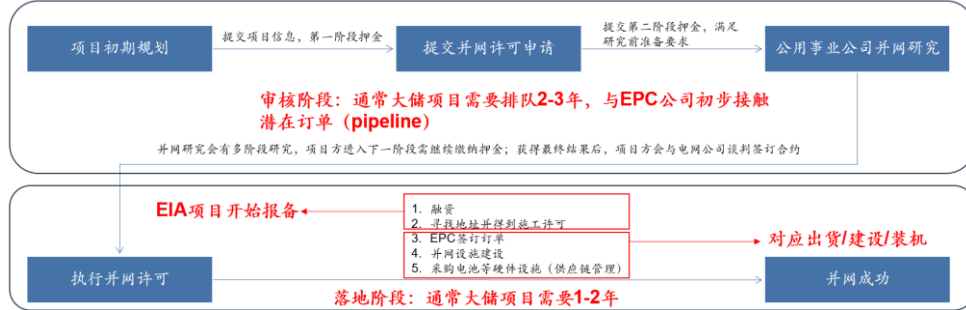 项目初期规划
提交项目信息，第一阶段押金
提交并网许可申请
提交第二阶段押金，满足
研究前准备要求
公用事业公司并网研究
审核阶段：通常大储项目需要排队2-3年，与EPC公司初步接触
潜在订单（pipeline）
并网研究会有多阶段研究，项目方进入下一阶段需继续缴纳押金；获得最终结果后，项目方会与电网公司谈判签订合约
EIA项目开始报备
1. 融资
2. 寻找地址并得到施工许可
3. EPC签订订单
4. 并网设施建设
5. 采购电池等硬件设施（供应链管理）
对应出货/建设/装机
执行并网许可
并网成功
落地阶段：通常大储项目需要1-2年